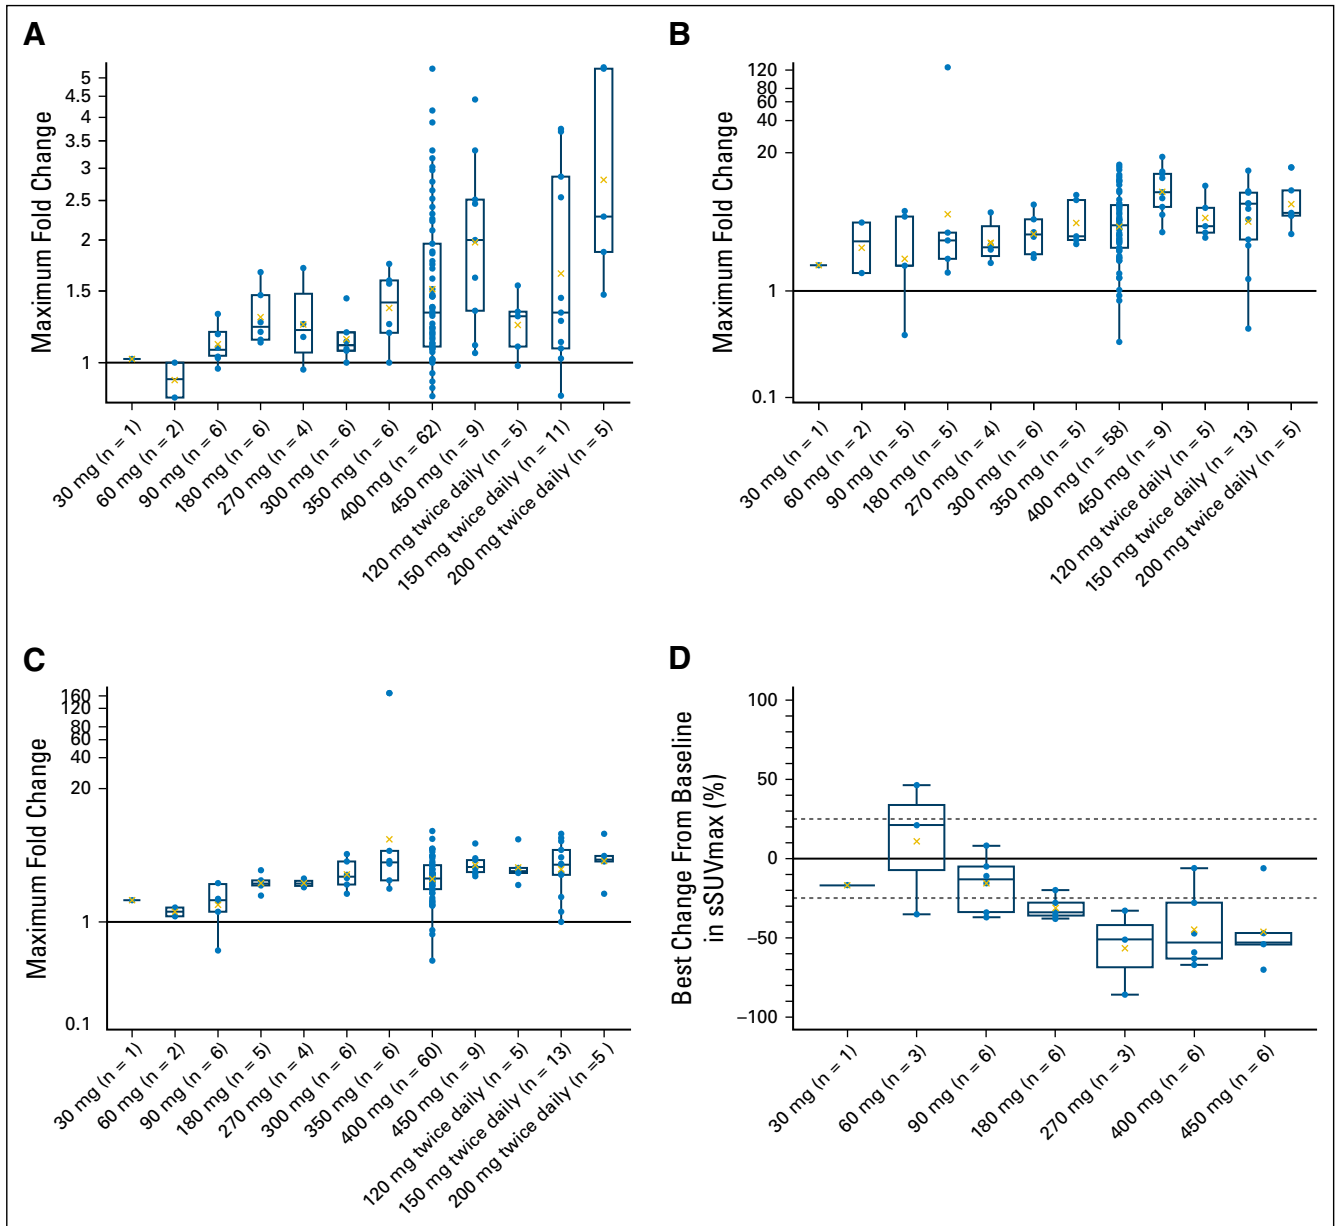 A
Maximum Fold Change
5
4.5
4
3.5
3
2.5
2
1.5
1
30 mg (n = 1)
60 mg (n = 2)
90 mg (n = 6)
180 mg (n = 6)
270 mg (n = 4)
300 mg (n = 6)
350 mg (n = 6)
400 mg (n = 62)
450 mg (n = 9)
120 mg twice daily (n = 5)
150 mg twice daily (n = 11)
200 mg twice daily (n = 5)
B
Maximum Fold Change
120
80
60
40
20
1
0.1
30 mg (n = 1)
60 mg (n = 2)
90 mg (n = 5)
180 mg (n = 5)
270 mg (n = 4)
300 mg (n = 6)
350 mg (n = 5)
400 mg (n = 58)
450 mg (n = 9)
120 mg twice daily (n = 5)
150 mg twice daily (n = 13)
200 mg twice daily (n = 5)
C
Maximum Fold Change
160
120
80
60
40
20
1
0.1
30 mg (n = 1)
60 mg (n = 2)
90 mg (n = 6)
180 mg (n = 5)
270 mg (n = 4)
300 mg (n = 6)
350 mg (n = 6)
400 mg (n = 60)
450 mg (n = 9)
120 mg twice daily (n = 5)
150 mg twice daily (n = 13)
200 mg twice daily (n =5 )
D
Best Change From Baseline
in sSUVmax (%)
100
50
0
–50
–100
30 mg (n = 1)
60 mg (n = 3)
90 mg (n = 6)
180 mg (n = 6)
270 mg (n = 3)
400 mg (n = 6)
450 mg (n = 6)